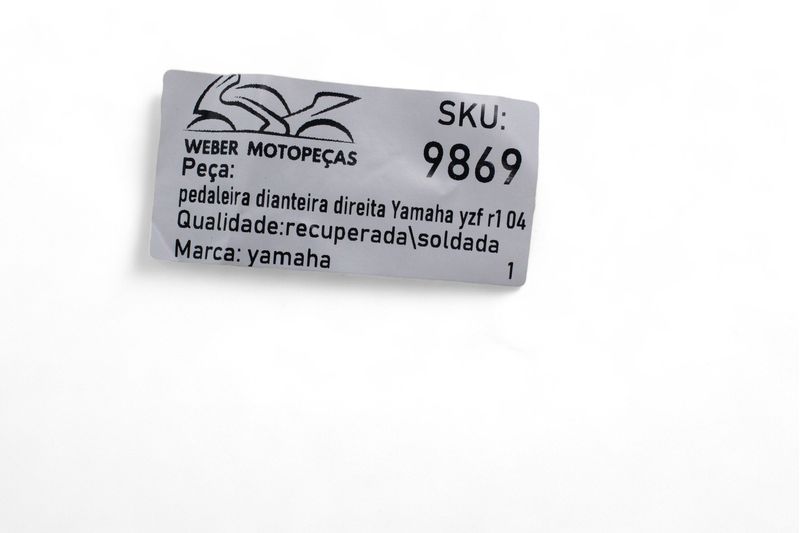 SKU:
WEBER MOTOPEÇAS
9869
Peça:
pedaleira dianteira direita Yamaha yzf r1 04
Qualidade:recuperada\soldada
Marca: yamaha
1